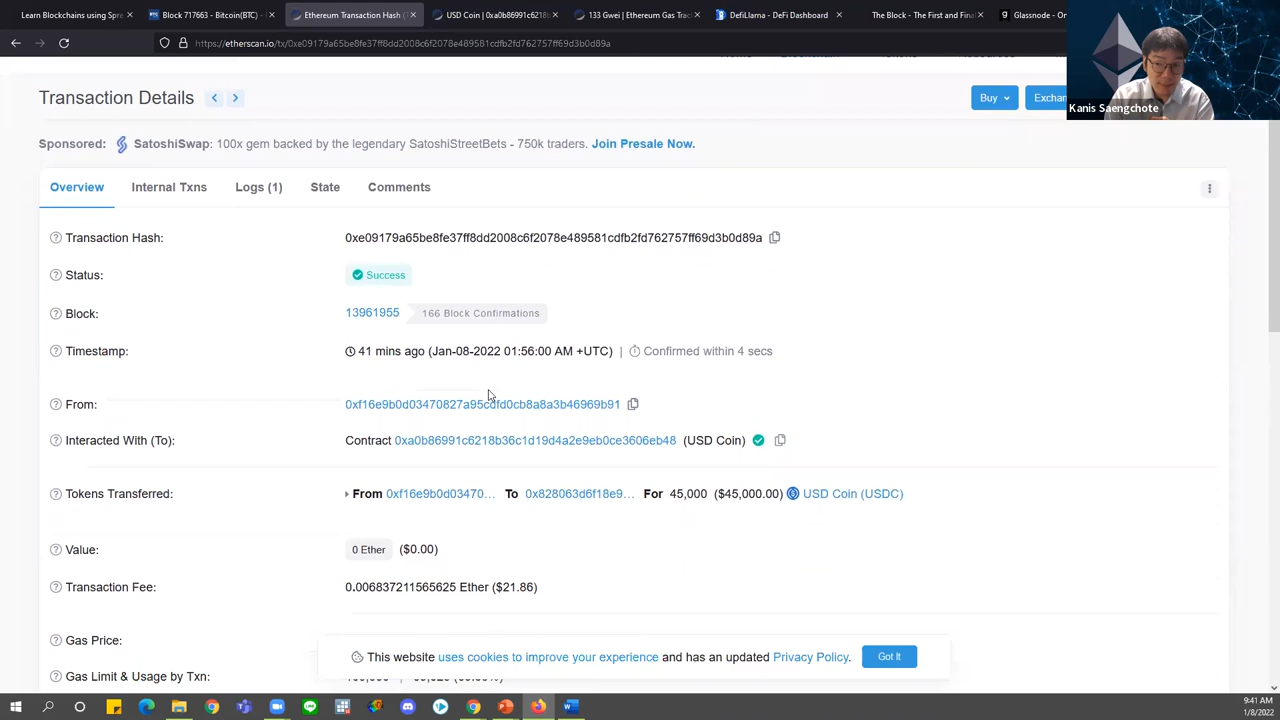 Learn Blockchains using Spre
Block 717663 - Bitcoin(BTC)
Ethereum Transaction Hash (T
USD Coin | 0xa0b86991c6218b
133 Gwei | Ethereum Gas Trac
DefiLlama - DeFi Dashboard
The Block - The First and Final
Glassnode - On
https://etherscan.io/tx/0xe09179a65be8fe37ff8dd2008c6f2078e489581cdfb2fd762757ff69d3b0d89a
Kanis Saengchote
Transaction Details
Buy
Exchan
Sponsored: SatoshiSwap: 100x gem backed by the legendary SatoshiStreetBets - 750k traders. Join Presale Now.
Overview Internal Txns Logs (1) State Comments
Transaction Hash: 0xe09179a65be8fe37ff8dd2008c6f2078e489581cdfb2fd762757ff69d3b0d89a
Status: Success
Block: 13961955 166 Block Confirmations
Timestamp: 41 mins ago (Jan-08-2022 01:56:00 AM +UTC) | Confirmed within 4 secs
From: 0xf16e9b0d03470827a95cdfd0cb8a8a3b46969b91
Interacted With (To): Contract 0xa0b86991c6218b36c1d19d4a2e9eb0ce3606eb48 (USD Coin)
Tokens Transferred: From 0xf16e9b0d03470... To 0x828063d6f18e9... For 45,000 ($45,000.00) USD Coin (USDC)
Value: 0 Ether ($0.00)
Transaction Fee: 0.006837211565625 Ether ($21.86)
Gas Price:
This website uses cookies to improve your experience and has an updated Privacy Policy. Got It
Gas Limit & Usage by Txn:
9:41 AM
1/8/2022